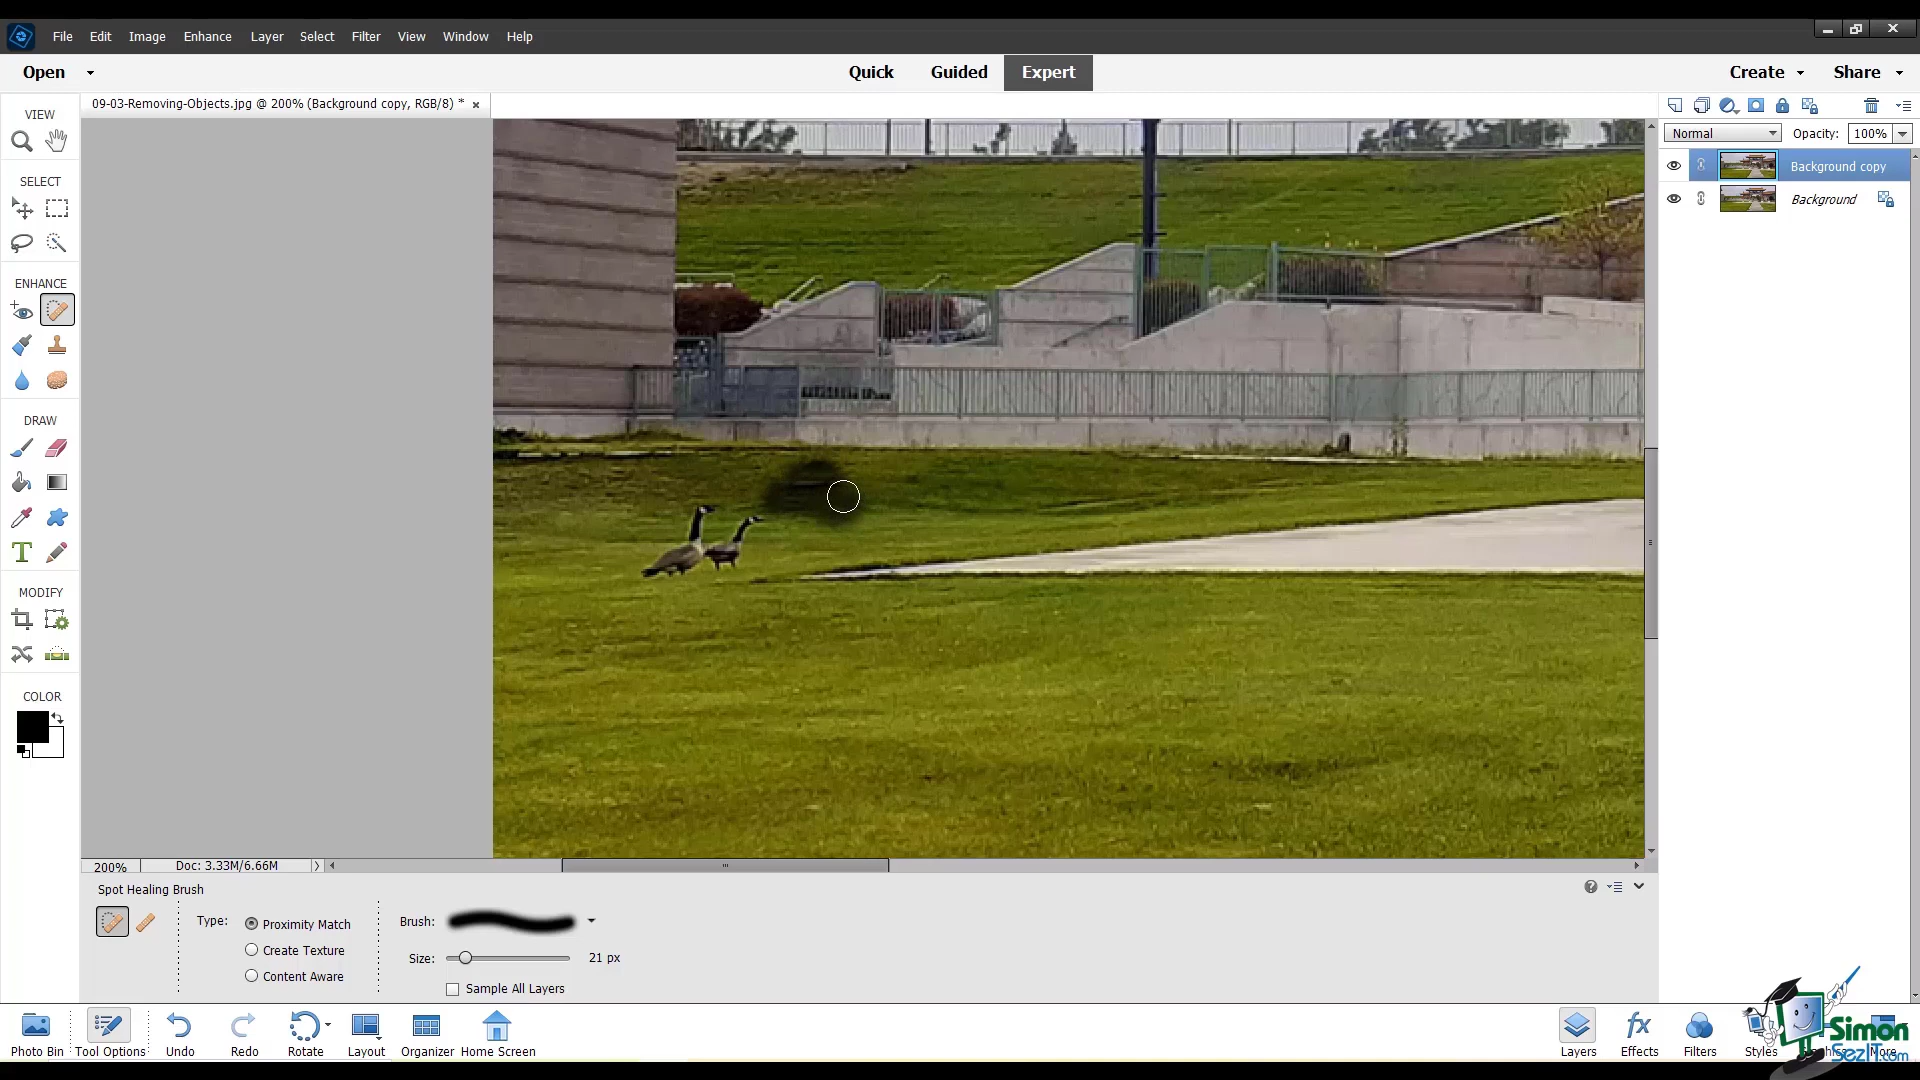 File Edit Image Enhance Layer Select Filter View Window Help
Open Quick Guided Expert Create Share
VIEW
09-03-Removing-Objects.jpg @ 200% (Background copy, RGB/8) *
Normal Opacity: 100%
Background copy
SELECT
Background
ENHANCE
DRAW
T
MODIFY
COLOR
200% Doc: 3.33M/6.66M
Spot Healing Brush
Type: Proximity Match
Create Texture
Content Aware
Brush:
Size: 21 px
Sample All Layers
fx
Photo Bin Tool Options Undo Redo Rotate Layout Organizer Home Screen Layers Effects Filters Styles More
Simon
SezIT.com